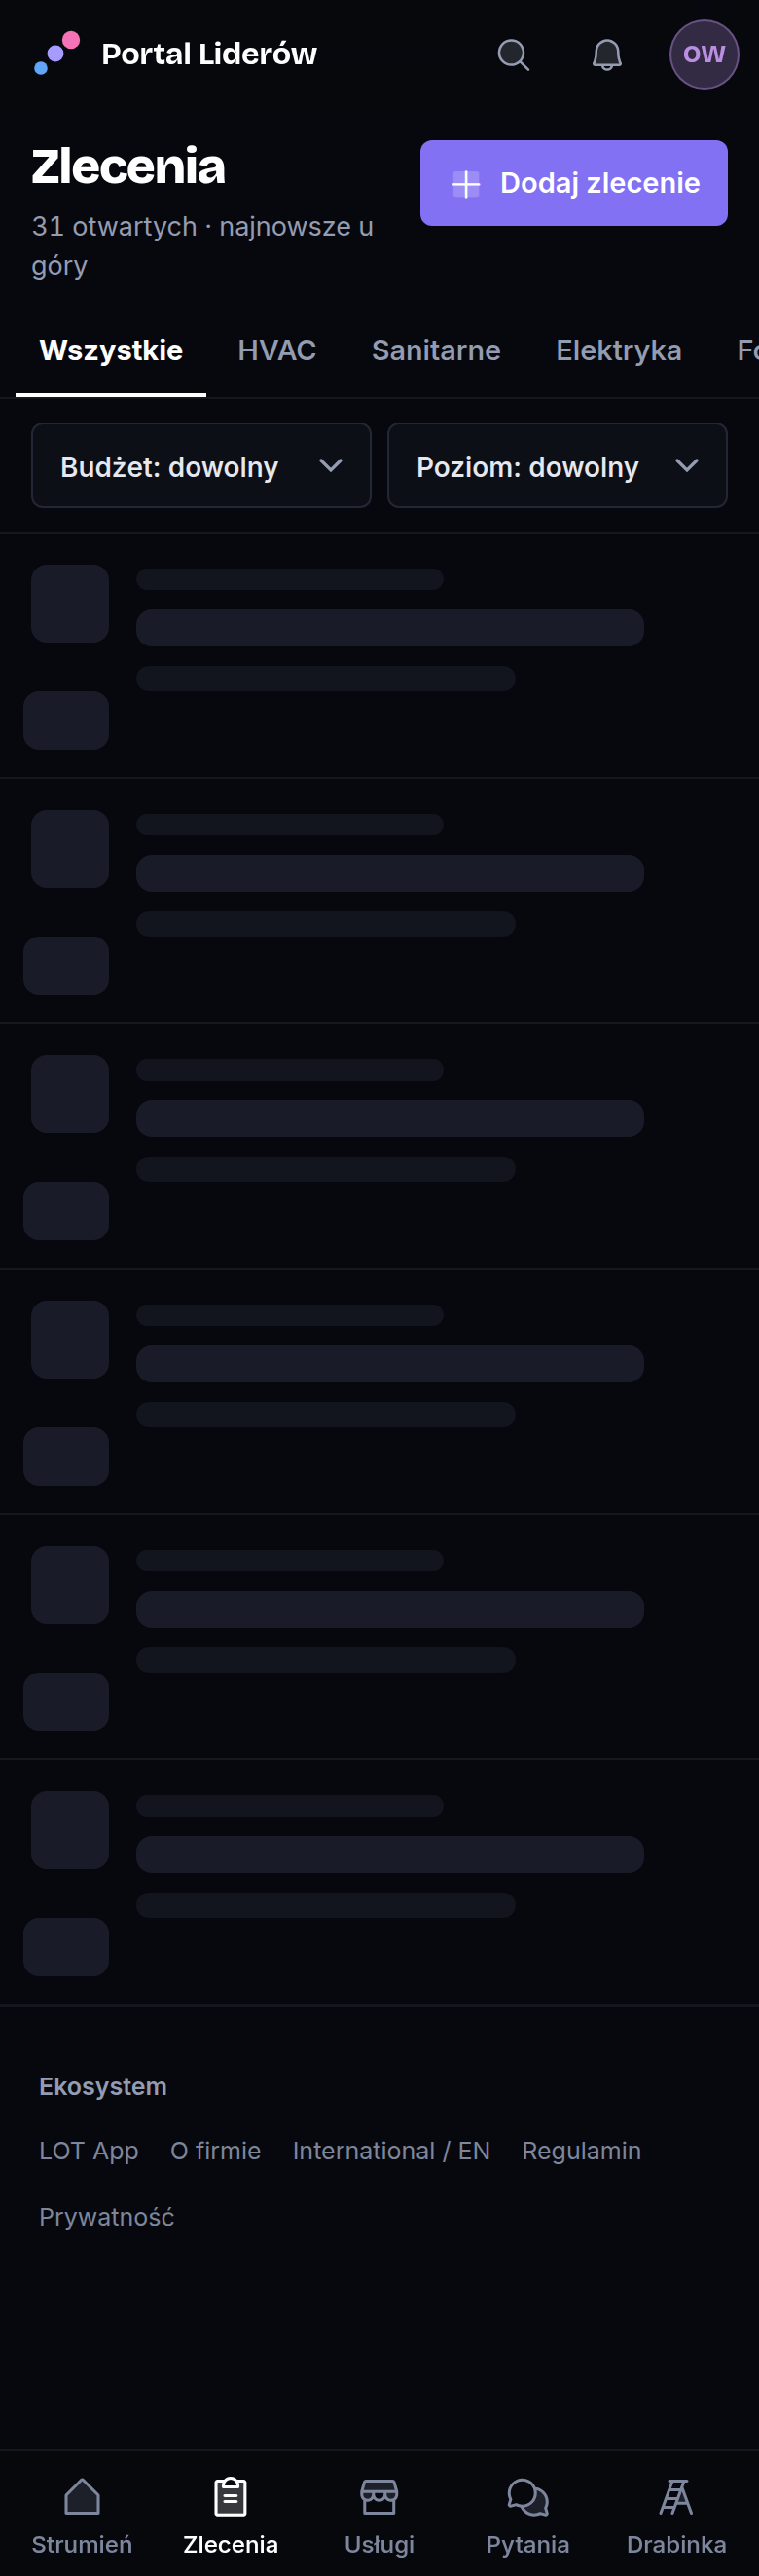 Portal Liderów
OW
Zlecenia
Dodaj zlecenie
31 otwartych · najnowsze u
góry
Wszystkie HVAC Sanitarne Elektryka
Budżet: dowolny Poziom: dowolny
Ekosystem
LOT App O firmie International / EN Regulamin
Prywatność
Strumień Zlecenia Usługi Pytania Drabinka